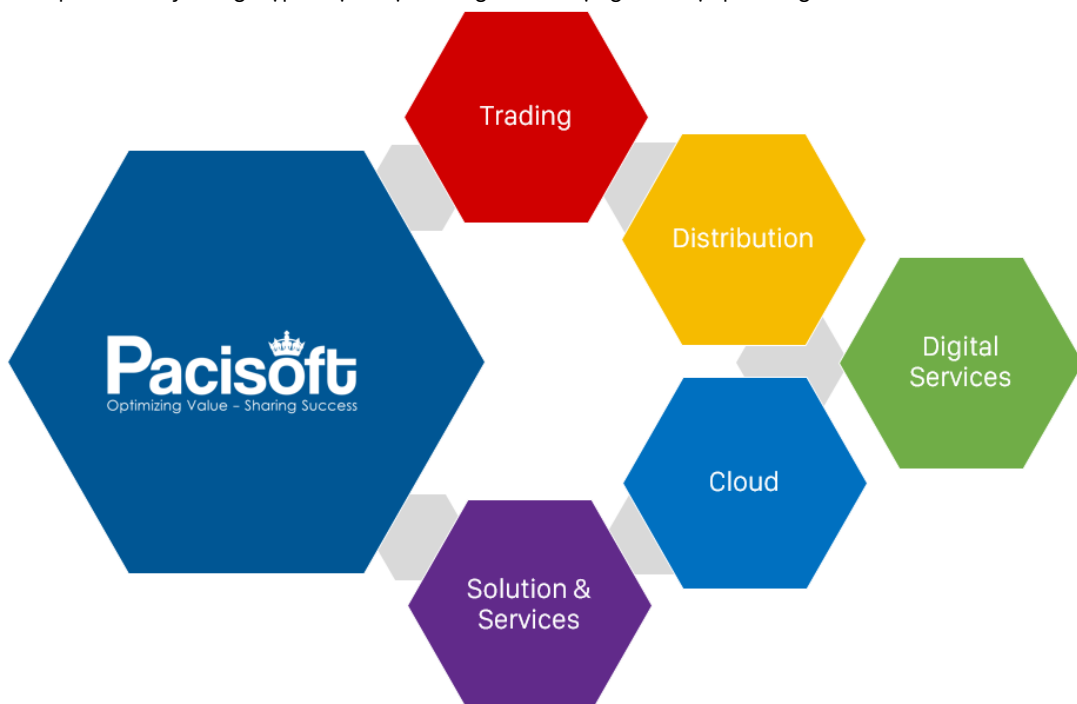 Trading
Distribution
Digital
Services
Pacisoft
Optimizing Value – Sharing Success
Cloud
Solution &
Services